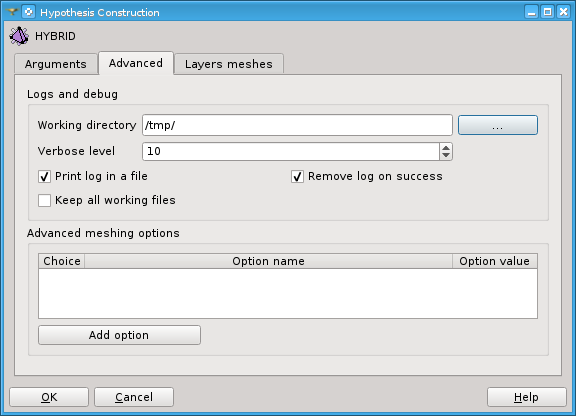 Hypothesis Construction
HYBRID
Arguments Advanced Layers meshes
Logs and debug
Working directory /tmp/ ...
Verbose level 10
Print log in a file Remove log on success
Keep all working files
Advanced meshing options
Choice Option name Option value
Add option
OK Cancel Help